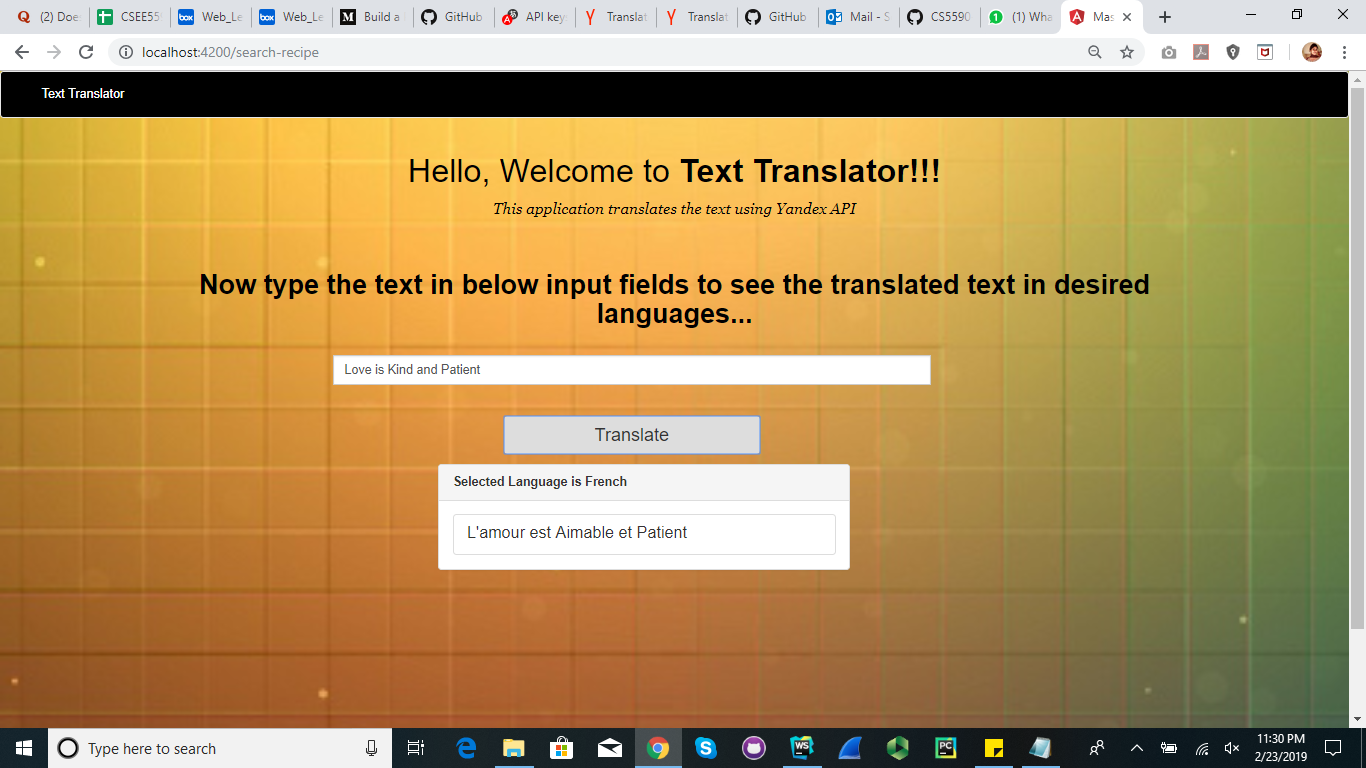 (2) Does
CSEE55
Web_Le
Web_Le
Build a
GitHub
API key
Translat
Translat
GitHub
Mail - S
CS5590
(1) Wha
Mas
localhost:4200/search-recipe
Text Translator
Hello, Welcome to Text Translator!!!
This application translates the text using Yandex API
Now type the text in below input fields to see the translated text in desired
languages...
Love is Kind and Patient
Translate
Selected Language is French
L'amour est Aimable et Patient
Type here to search
11:30 PM
2/23/2019